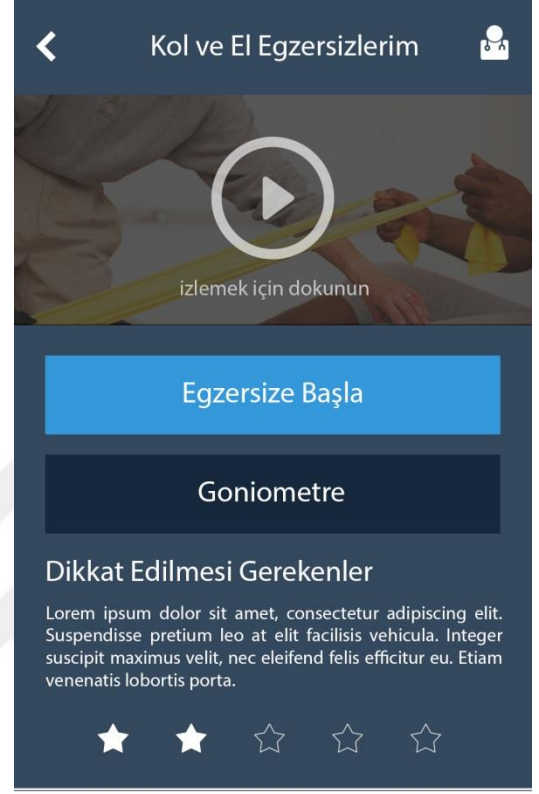 Kol ve El Egzersizlerim
izlemek için dokunun
Egzersize Başla
Goniometre
Dikkat Edilmesi Gerekenler
Lorem ipsum dolor sit amet, consectetur adipiscing elit.
Suspendisse pretium leo at elit facilisis vehicula. Integer
suscipit maximus velit, nec eleifend felis efficitur eu. Etiam
venenatis lobortis porta.